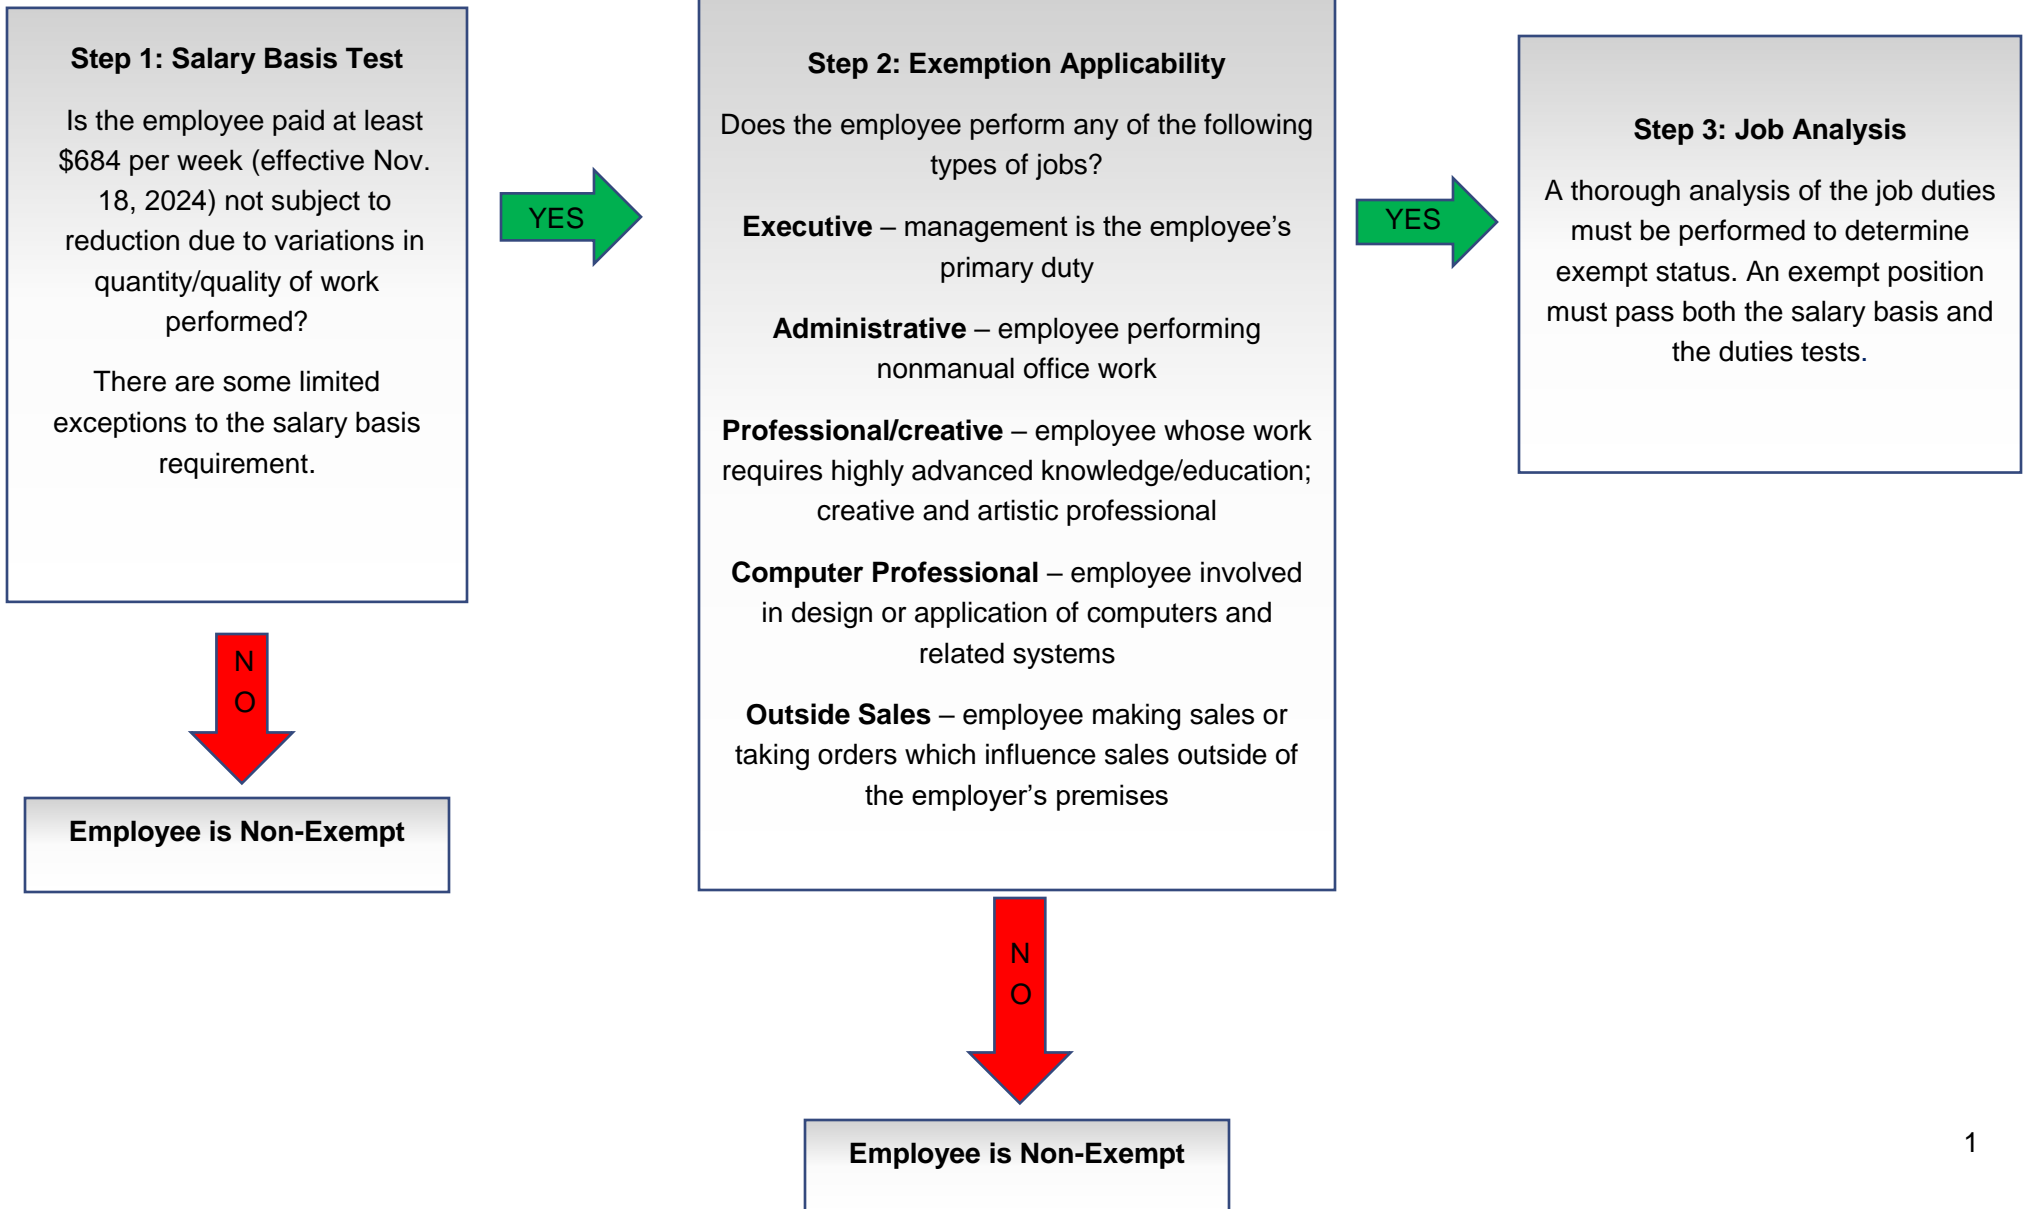 Step 1: Salary Basis Test
Is the employee paid at least
$684 per week (effective Nov.
18, 2024) not subject to
reduction due to variations in
quantity/quality of work
performed?
There are some limited
exceptions to the salary basis
requirement.
N
O
Employee is Non-Exempt
YES
Step 2: Exemption Applicability
Does the employee perform any of the following
types of jobs?
Executive – management is the employee’s
primary duty
Administrative – employee performing
nonmanual office work
Professional/creative – employee whose work
requires highly advanced knowledge/education;
creative and artistic professional
Computer Professional – employee involved
in design or application of computers and
related systems
Outside Sales – employee making sales or
taking orders which influence sales outside of
the employer’s premises
N
O
Employee is Non-Exempt
YES
Step 3: Job Analysis
A thorough analysis of the job duties
must be performed to determine
exempt status. An exempt position
must pass both the salary basis and
the duties tests.
1